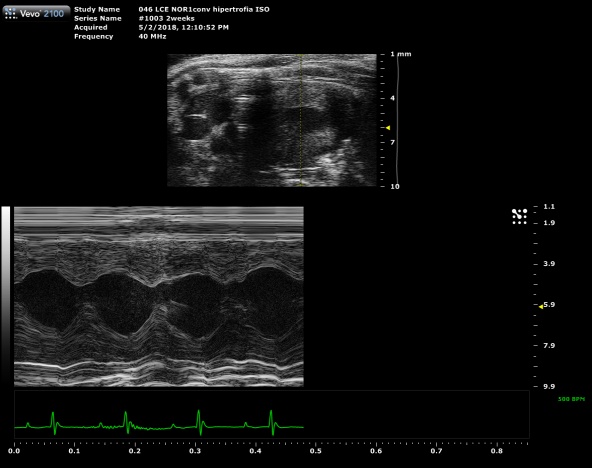 Vevo 2100
Study Name 046 LCE NOR1conv hipertrofia ISO
Series Name #1003 2weeks
Acquired 5/2/2018, 12:10:52 PM
Frequency 40 MHz
1 mm
4
7
10
1.1
1.9
3.9
5.9
7.9
9.9
500 BPM
0.0 0.1 0.2 0.3 0.4 0.5 0.6 0.7 0.8